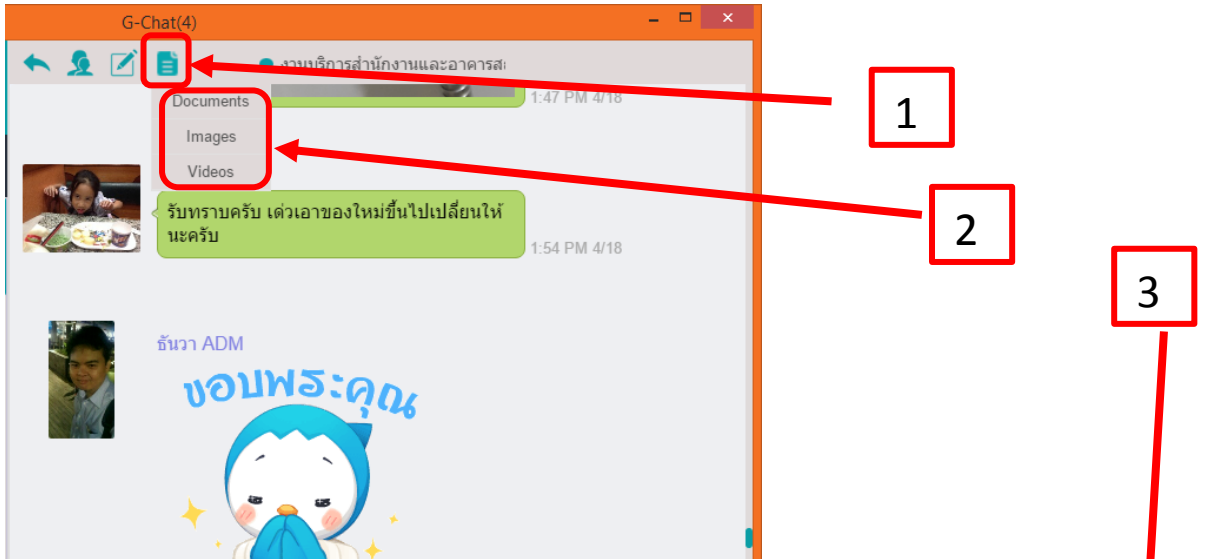 G-Chat(4)
งานบริการสำนักงานและอาคารสถ
1
Documents
1:47 PM 4/18
Images
Videos
2
รับทราบครับ เด่วเอาของใหม่ขึ้นไปเปลี่ยนให้
นะครับ
1:54 PM 4/18
3
ธันวา ADM
ขอบพระคุณ